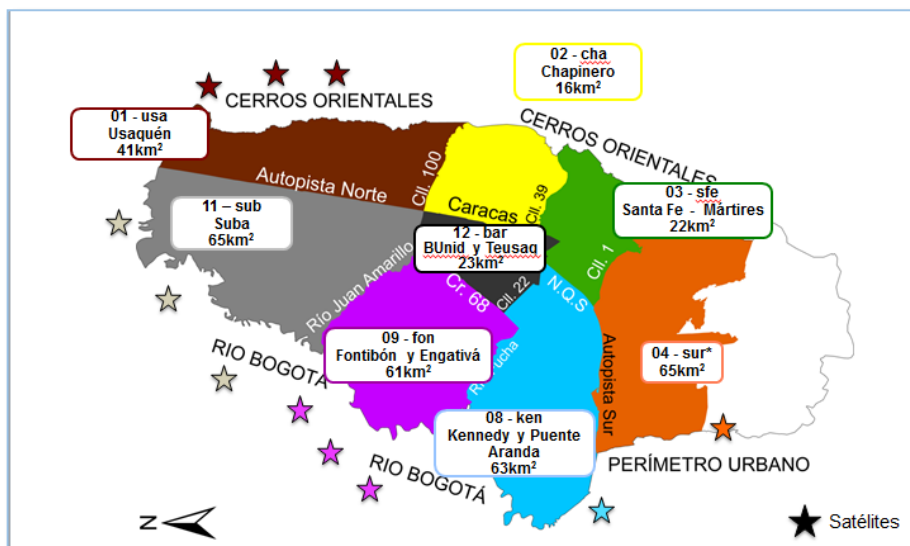 02 - cha
Chapinero
16km²
CERROS ORIENTALES
01 - usa
Usaquén
41km²
CERROS ORIENTALES
Autopista Norte
Cll. 100
Caracas
Cll. 39
03 - sfe
Santa Fe - Mártires
22km²
11 – sub
Suba
65km²
12 - bar
BUnid y Teusaq
23km²
Cll. 1
Río Juan Amarillo
Cr. 68
Cll. 22
N.Q.S
09 - fon
Fontibón y Engativá
61km²
Autopista Sur
04 - sur*
65km²
RIO BOGOTÁ
08 - ken
Kennedy y Puente
Aranda
63km²
RIO BOGOTÁ
PERÍMETRO URBANO
N
Satélites